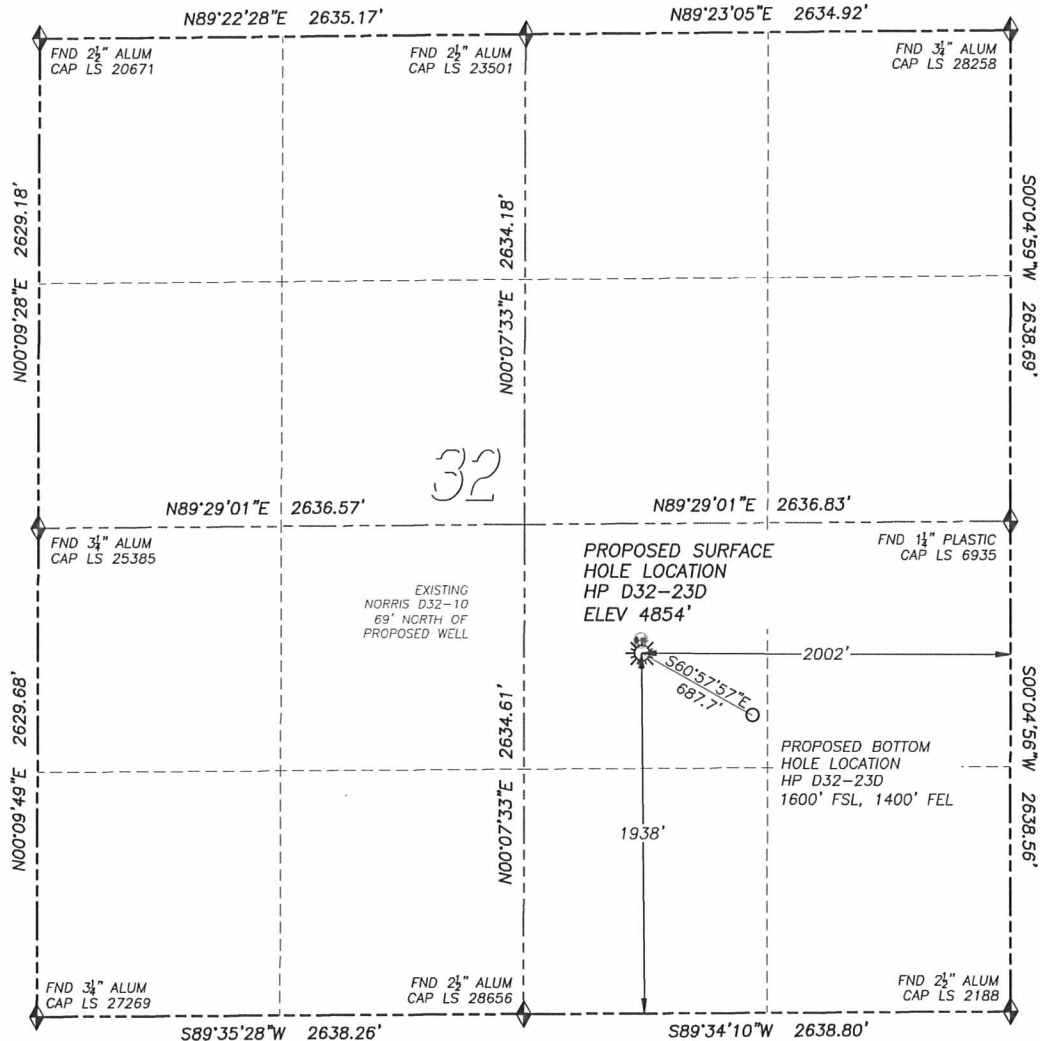 N89°22'28"E 2635.17'
N89°23'05"E 2634.92'
FND 2½" ALUM
CAP LS 20671
FND 2½" ALUM
CAP LS 23501
FND 3¼" ALUM
CAP LS 28258
N00°09'28"E 2629.18'
N00°07'33"E 2634.18'
S00°04'59"W 2638.69'
32
N89°29'01"E 2636.57'
N89°29'01"E 2636.83'
FND 3¼" ALUM
CAP LS 25385
FND 1¼" PLASTIC
CAP LS 6935
EXISTING
NORRIS D32-10
69' NORTH OF
PROPOSED WELL
PROPOSED SURFACE
HOLE LOCATION
HP D32-23D
ELEV 4854'
2002'
S60°57'57"E
687.7'
PROPOSED BOTTOM
HOLE LOCATION
HP D32-23D
1600' FSL, 1400' FEL
1938'
N00°09'49"E 2629.68'
N00°07'33"E 2634.61'
S00°04'56"W 2638.56'
FND 3¼" ALUM
CAP LS 27269
FND 2½" ALUM
CAP LS 28656
FND 2½" ALUM
CAP LS 2188
S89°35'28"W 2638.26'
S89°34'10"W 2638.80'